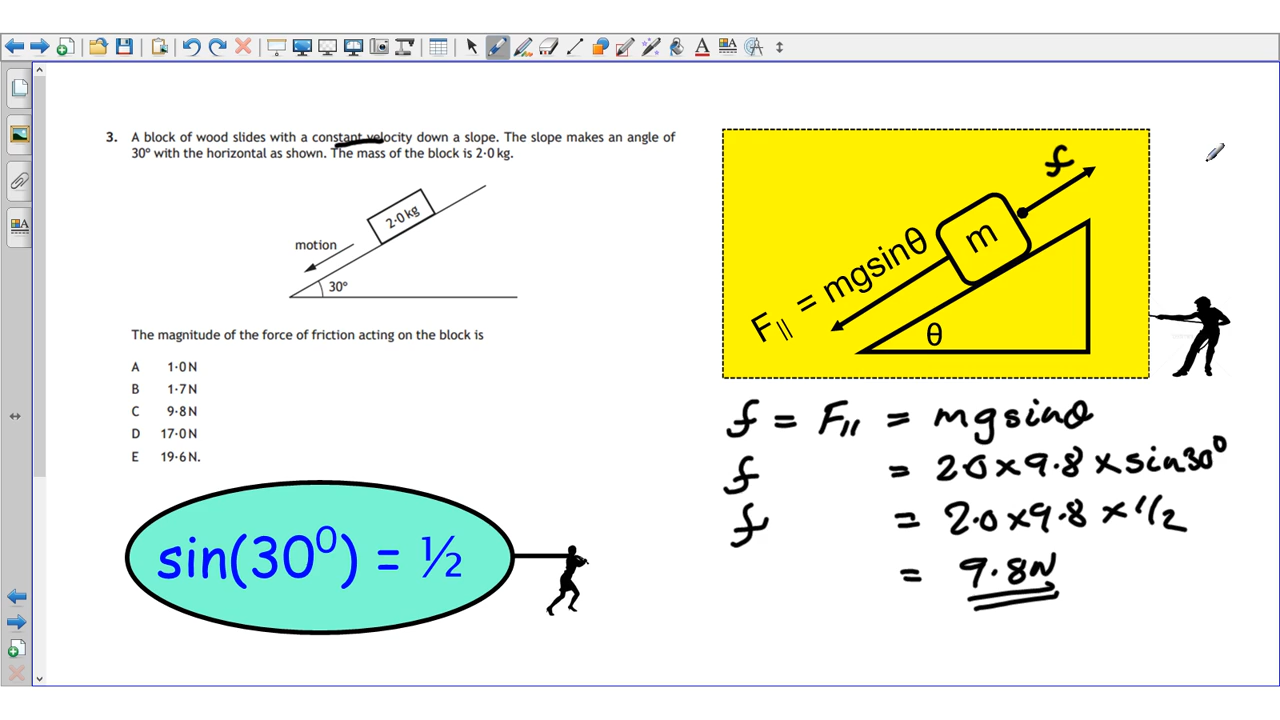 3. A block of wood slides with a constant velocity down a slope. The slope makes an angle of
30° with the horizontal as shown. The mass of the block is 2·0 kg.
2·0 kg
motion
30°
The magnitude of the force of friction acting on the block is
A 1·0 N
B 1·7 N
C 9·8 N
D 17·0 N
E 19·6 N.
sin(30⁰) = ½
f
m
F|| = mgsinθ
θ
f = F|| = mgsinθ
f = 2.0 × 9.8 × sin30⁰
f = 2.0 × 9.8 × 1/2
= 9.8N